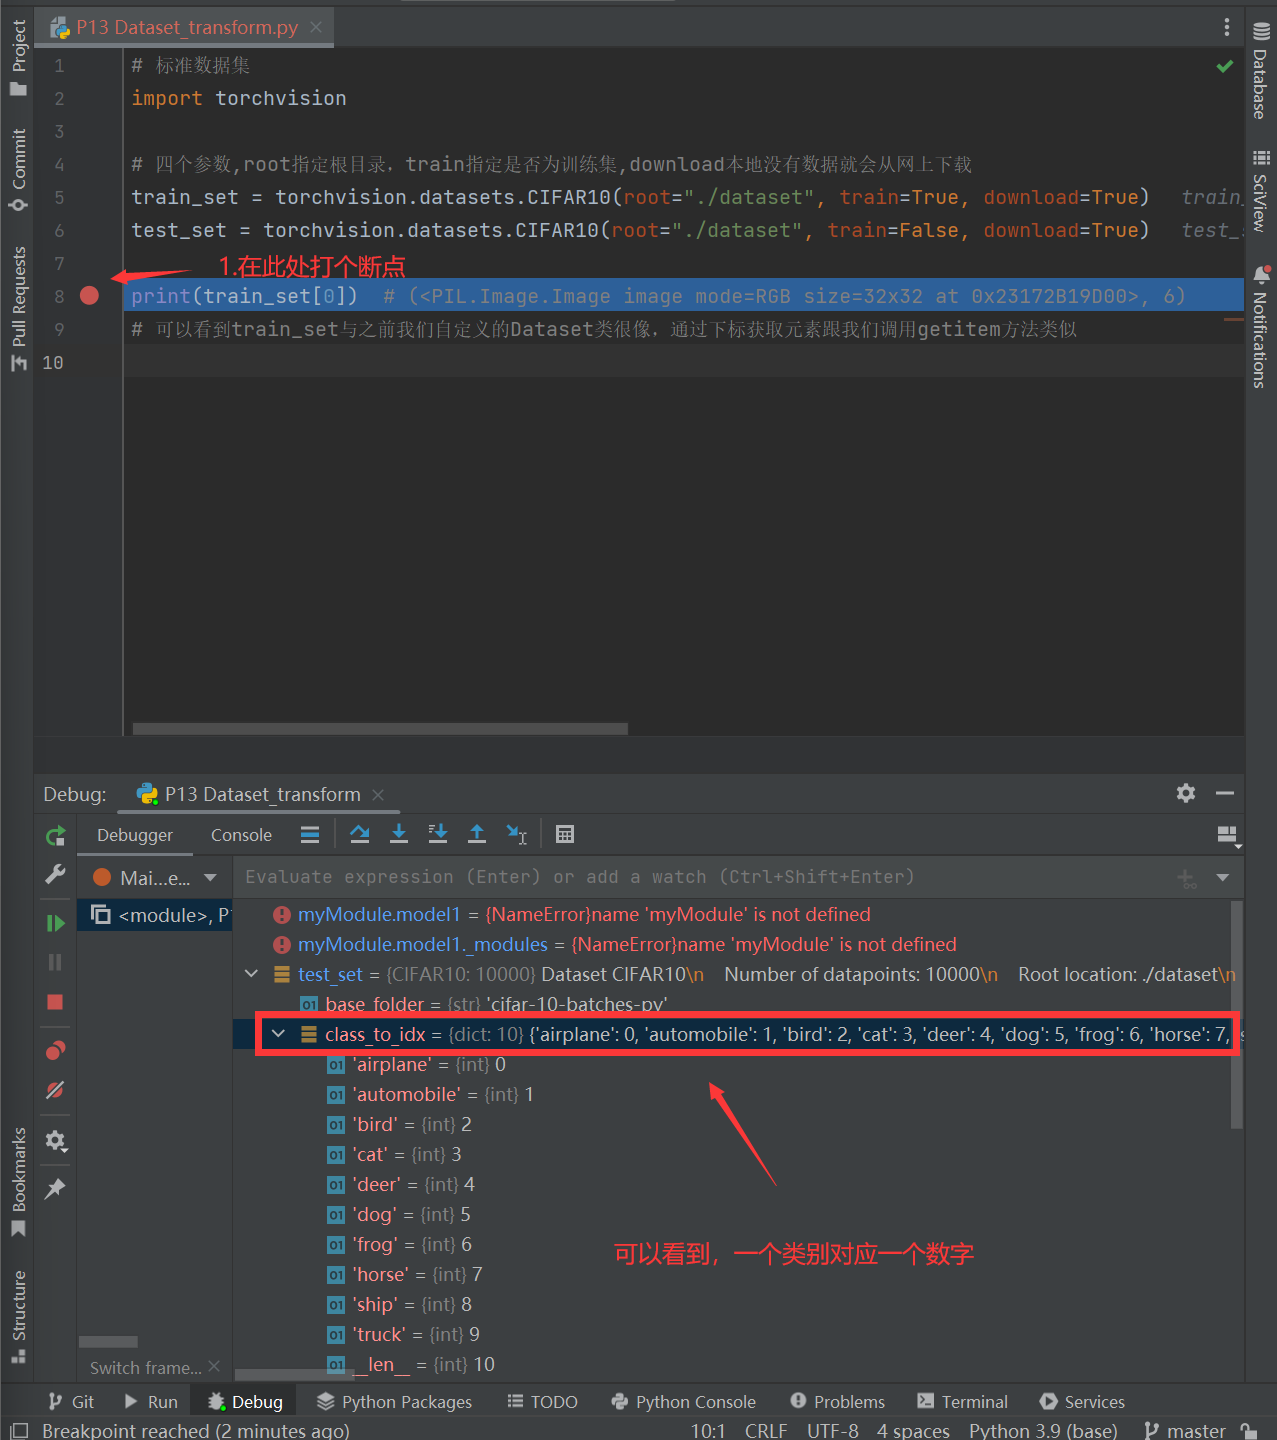 P13 Dataset_transform.py
1 # 标准数据集
2 import torchvision
3
4 # 四个参数,root指定根目录，train指定是否为训练集,download本地没有数据就会从网上下载
5 train_set = torchvision.datasets.CIFAR10(root="./dataset", train=True, download=True) train_
6 test_set = torchvision.datasets.CIFAR10(root="./dataset", train=False, download=True) test_s
7
1.在此处打个断点
8 print(train_set[0]) # (<PIL.Image.Image image mode=RGB size=32x32 at 0x23172B19D00>, 6)
9 # 可以看到train_set与之前我们自定义的Dataset类很像，通过下标获取元素跟我们调用getitem方法类似
10
Project
Commit
Pull Requests
Bookmarks
Structure
Database
SciView
Notifications
Debug: P13 Dataset_transform
Debugger Console
Mai...e...
Evaluate expression (Enter) or add a watch (Ctrl+Shift+Enter)
<module>, P1
myModule.model1 = {NameError}name 'myModule' is not defined
myModule.model1._modules = {NameError}name 'myModule' is not defined
test_set = {CIFAR10: 10000} Dataset CIFAR10\n Number of datapoints: 10000\n Root location: ./dataset\n
01 base_folder = {str} 'cifar-10-batches-py'
class_to_idx = {dict: 10} {'airplane': 0, 'automobile': 1, 'bird': 2, 'cat': 3, 'deer': 4, 'dog': 5, 'frog': 6, 'horse': 7, 's
01 'airplane' = {int} 0
01 'automobile' = {int} 1
01 'bird' = {int} 2
01 'cat' = {int} 3
01 'deer' = {int} 4
01 'dog' = {int} 5
01 'frog' = {int} 6
可以看到，一个类别对应一个数字
01 'horse' = {int} 7
01 'ship' = {int} 8
01 'truck' = {int} 9
01 __len__ = {int} 10
Switch frame...
Git Run Debug Python Packages TODO Python Console Problems Terminal Services
Breakpoint reached (2 minutes ago) 10:1 CRLF UTF-8 4 spaces Python 3.9 (base) master